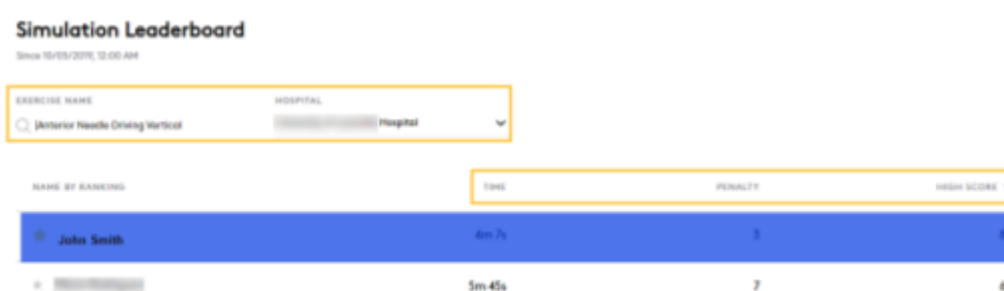 Simulation Leaderboard
Since 10/05/2019, 12:00 AM
EXERCISE NAME HOSPITAL
Anterior Needle Driving Vertical Hospital
NAME BY RANKING TIME PENALTY HIGH SCORE
John Smith 4m 7s 3
5m 45s 7